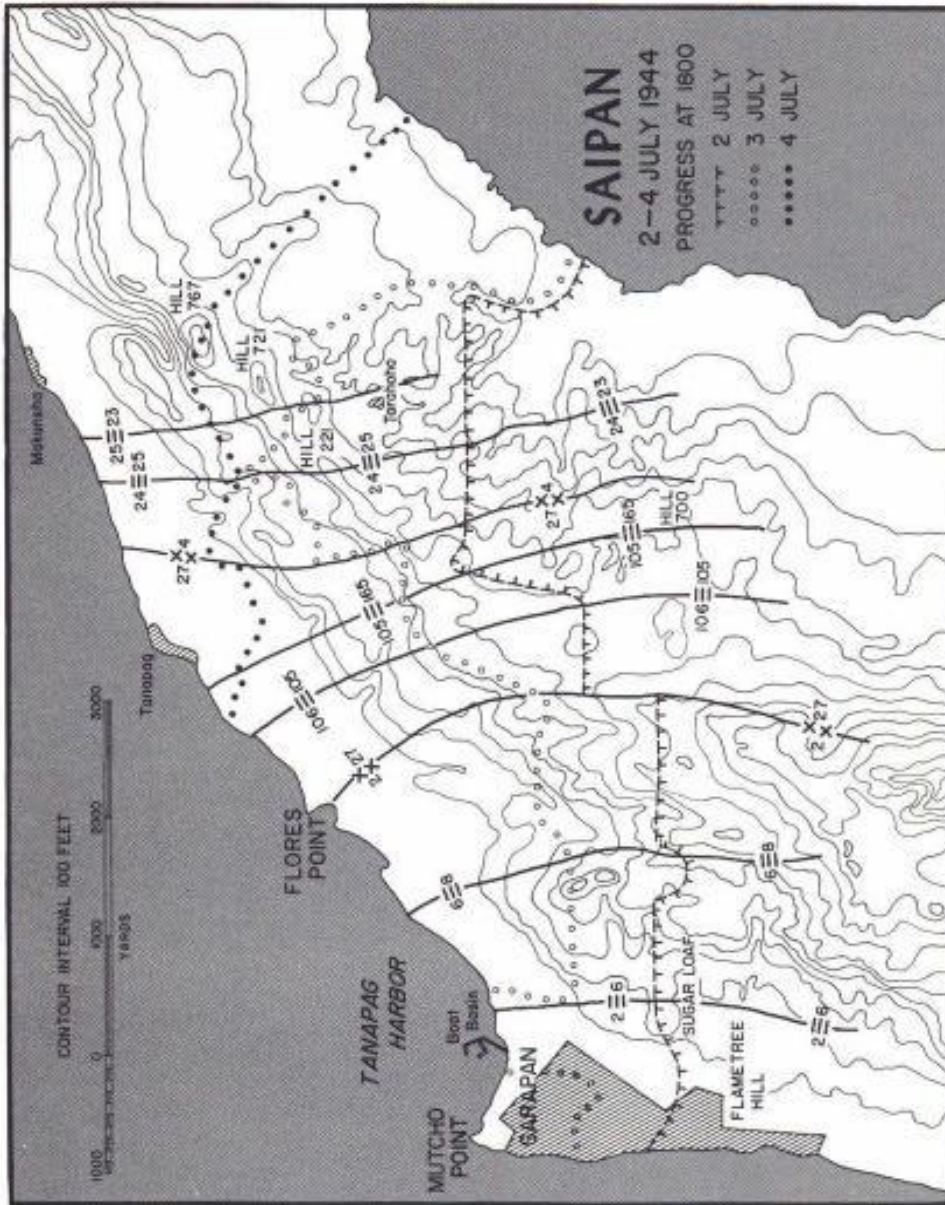 SAIPAN
2-4 JULY 1944
PROGRESS AT 1800
2 JULY
3 JULY
4 JULY
CONTOUR INTERVAL 100 FEET
1000 0 1000 2000 3000
YARDS
TANAPAG
HARBOR
MUTCHO
POINT
Boat
Basin
GARAPAN
FLORES
POINT
Tanapag
Makunsha
HILL
767
HILL
721
HILL
221
Tarahoho
HILL
700
SUGAR LOAF
FLAMETREE
HILL
2 6
2 6
6 8
6 8
2 27
2 27
106 105
106 105
105 165
105 165
27 4
27 4
24 25
24 25
25 23
24 23